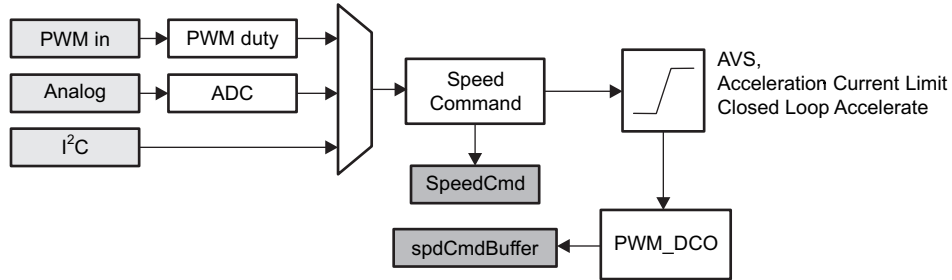 PWM in
PWM duty
Analog
ADC
I²C
Speed
Command
AVS,
Acceleration Current Limit
Closed Loop Accelerate
SpeedCmd
spdCmdBuffer
PWM_DCO